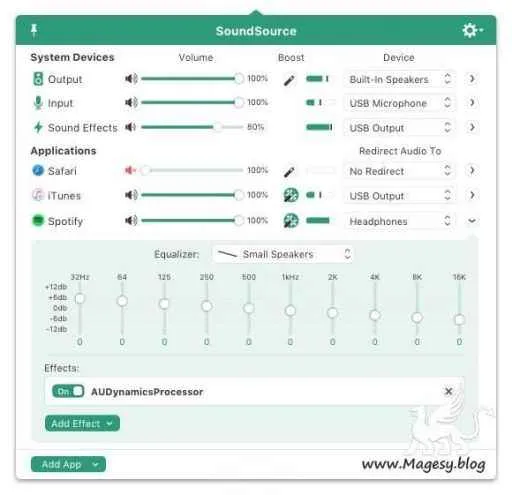 SoundSource
System Devices Volume Boost Device
Output 100% Built-In Speakers
Input 100% USB Microphone
Sound Effects 80% USB Output
Applications Redirect Audio To
Safari 100% No Redirect
iTunes 100% USB Output
Spotify 100% Headphones
Equalizer: Small Speakers
32Hz 64 125 250 500 1kHz 2K 4K 8K 16K
+12db
+6db
0db
-6db
-12db
0 0 0 0 0 0 0 0 0 0
Effects:
On AUDynamicsProcessor
Add Effect
Add App
www.Magesy.blog